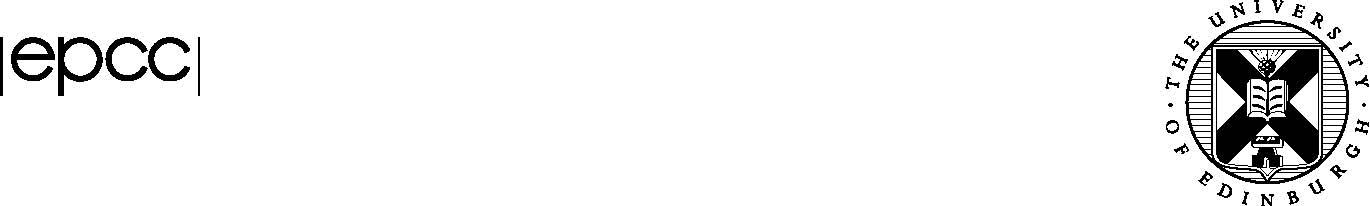 |epcc|
THE UNIVERSITY
OF EDINBURGH